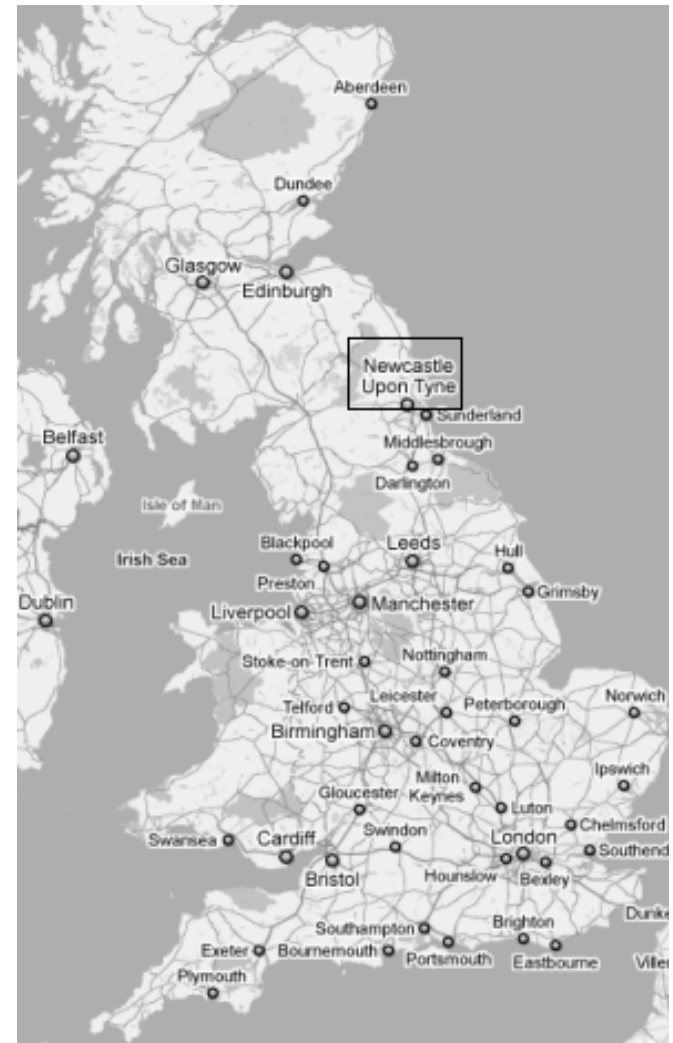 Aberdeen
Dundee
Glasgow
Edinburgh
Newcastle
Upon Tyne
Sunderland
Belfast
Middlesbrough
Darlington
Isle of Man
Blackpool
Leeds
Hull
Irish Sea
Preston
Grimsby
Dublin
Liverpool
Manchester
Stoke-on-Trent
Nottingham
Leicester
Peterborough
Norwich
Telford
Birmingham
Coventry
Milton
Keynes
Ipswich
Gloucester
Luton
Chelmsford
Swansea
Cardiff
Swindon
London
Southend
Bristol
Hounslow
Bexley
Southampton
Brighton
Dunke
Exeter
Bournemouth
Portsmouth
Eastbourne
Viller
Plymouth